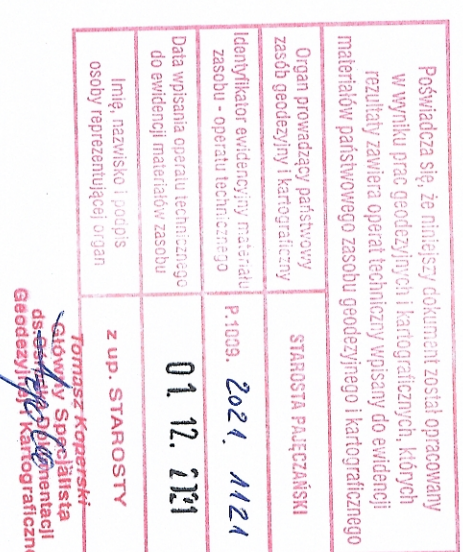 Poświadcza się, że niniejszy dokument został opracowany
w wyniku prac geodezyjnych i kartograficznych, których
rezultaty zawiera operat techniczny wpisany do ewidencji
materiałów państwowego zasobu geodezyjnego i kartograficznego
Organ prowadzący państwowy
zasób geodezyjny i kartograficzny
STAROSTA PAJĘCZAŃSKI
Identyfikator ewidencyjny materiału
zasobu - operatu technicznego
P.1009. 2021. 1121
Data wpisania operatu technicznego
do ewidencji materiałów zasobu
01. 12. 2021
Imię, nazwisko i podpis
osoby reprezentującej organ
z up. STAROSTY
Tomasz Koperski
Główny Specjalista
ds.
Geodezyjnej i Kartograficzne